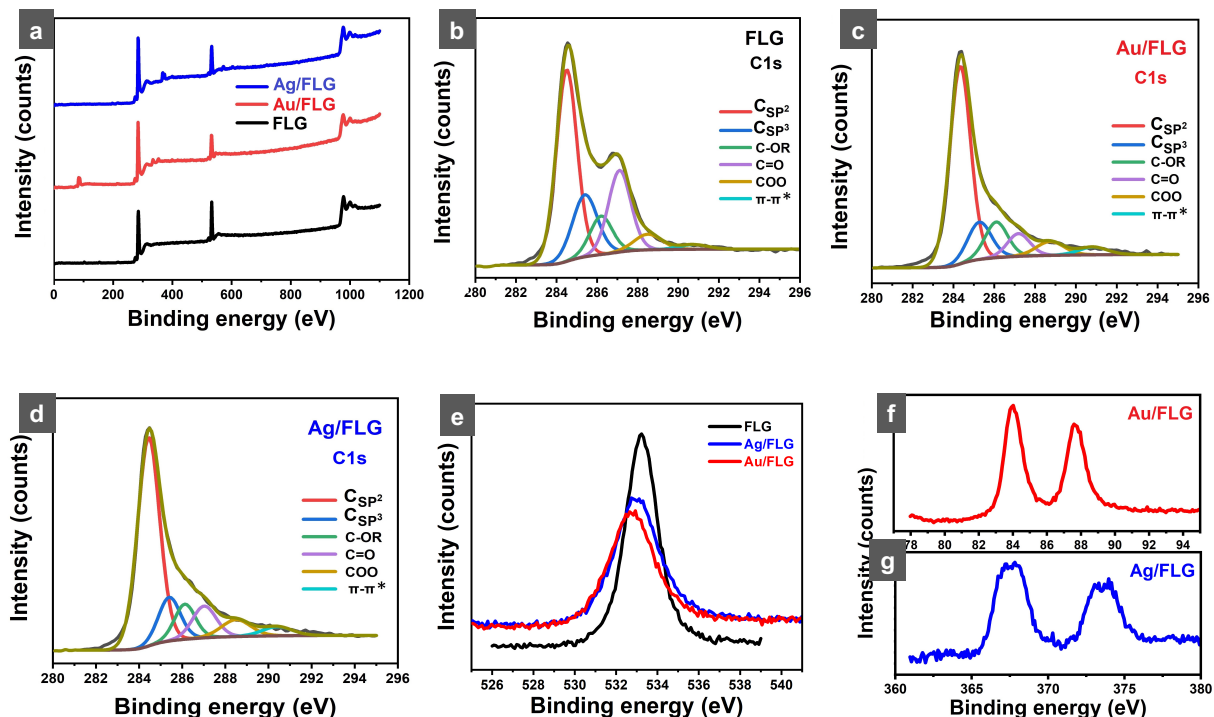 a
Intensity (counts)
Ag/FLG
Au/FLG
FLG
0 200 400 600 800 1000 1200
Binding energy (eV)
b
Intensity (counts)
FLG
C1s
C_SP²
C_SP³
C-OR
C=O
COO
π-π*
280 282 284 286 288 290 292 294 296
Binding energy (eV)
c
Intensity (counts)
Au/FLG
C1s
C_SP²
C_SP³
C-OR
C=O
COO
π-π*
280 282 284 286 288 290 292 294 296
Binding energy (eV)
d
Intensity (counts)
Ag/FLG
C1s
C_SP²
C_SP³
C-OR
C=O
COO
π-π*
280 282 284 286 288 290 292 294 296
Binding energy (eV)
e
Intensity (counts)
FLG
Ag/FLG
Au/FLG
526 528 530 532 534 536 538 540
Binding energy (eV)
f
Au/FLG
78 80 82 84 86 88 90 92 94
Intensity (counts)
g
Ag/FLG
360 365 370 375 380
Binding energy (eV)